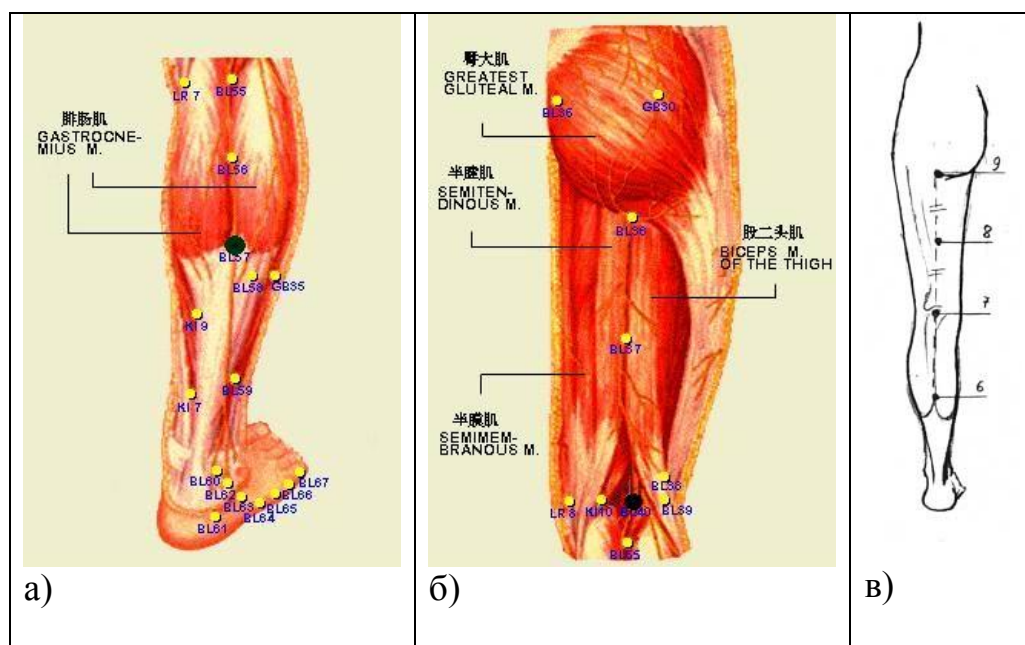 LR 7
BL55
腓肠肌
GASTROCNE-
MIUS M.
BL56
BL57
BL58
GB35
KI 9
BL59
KI 7
BL60
BL67
BL62
BL66
BL63
BL65
BL64
BL61
а)
臀大肌
GREATEST
GLUTEAL M.
BL35
GB30
半腱肌
SEMITEN-
DINOUS M.
BL36
股二头肌
BICEPS M.
OF THE THIGH
BL37
半膜肌
SEMIMEM-
BRANOUS M.
BL38
LR 8
KI10
BL39
BL55
б)
9
8
7
6
в)